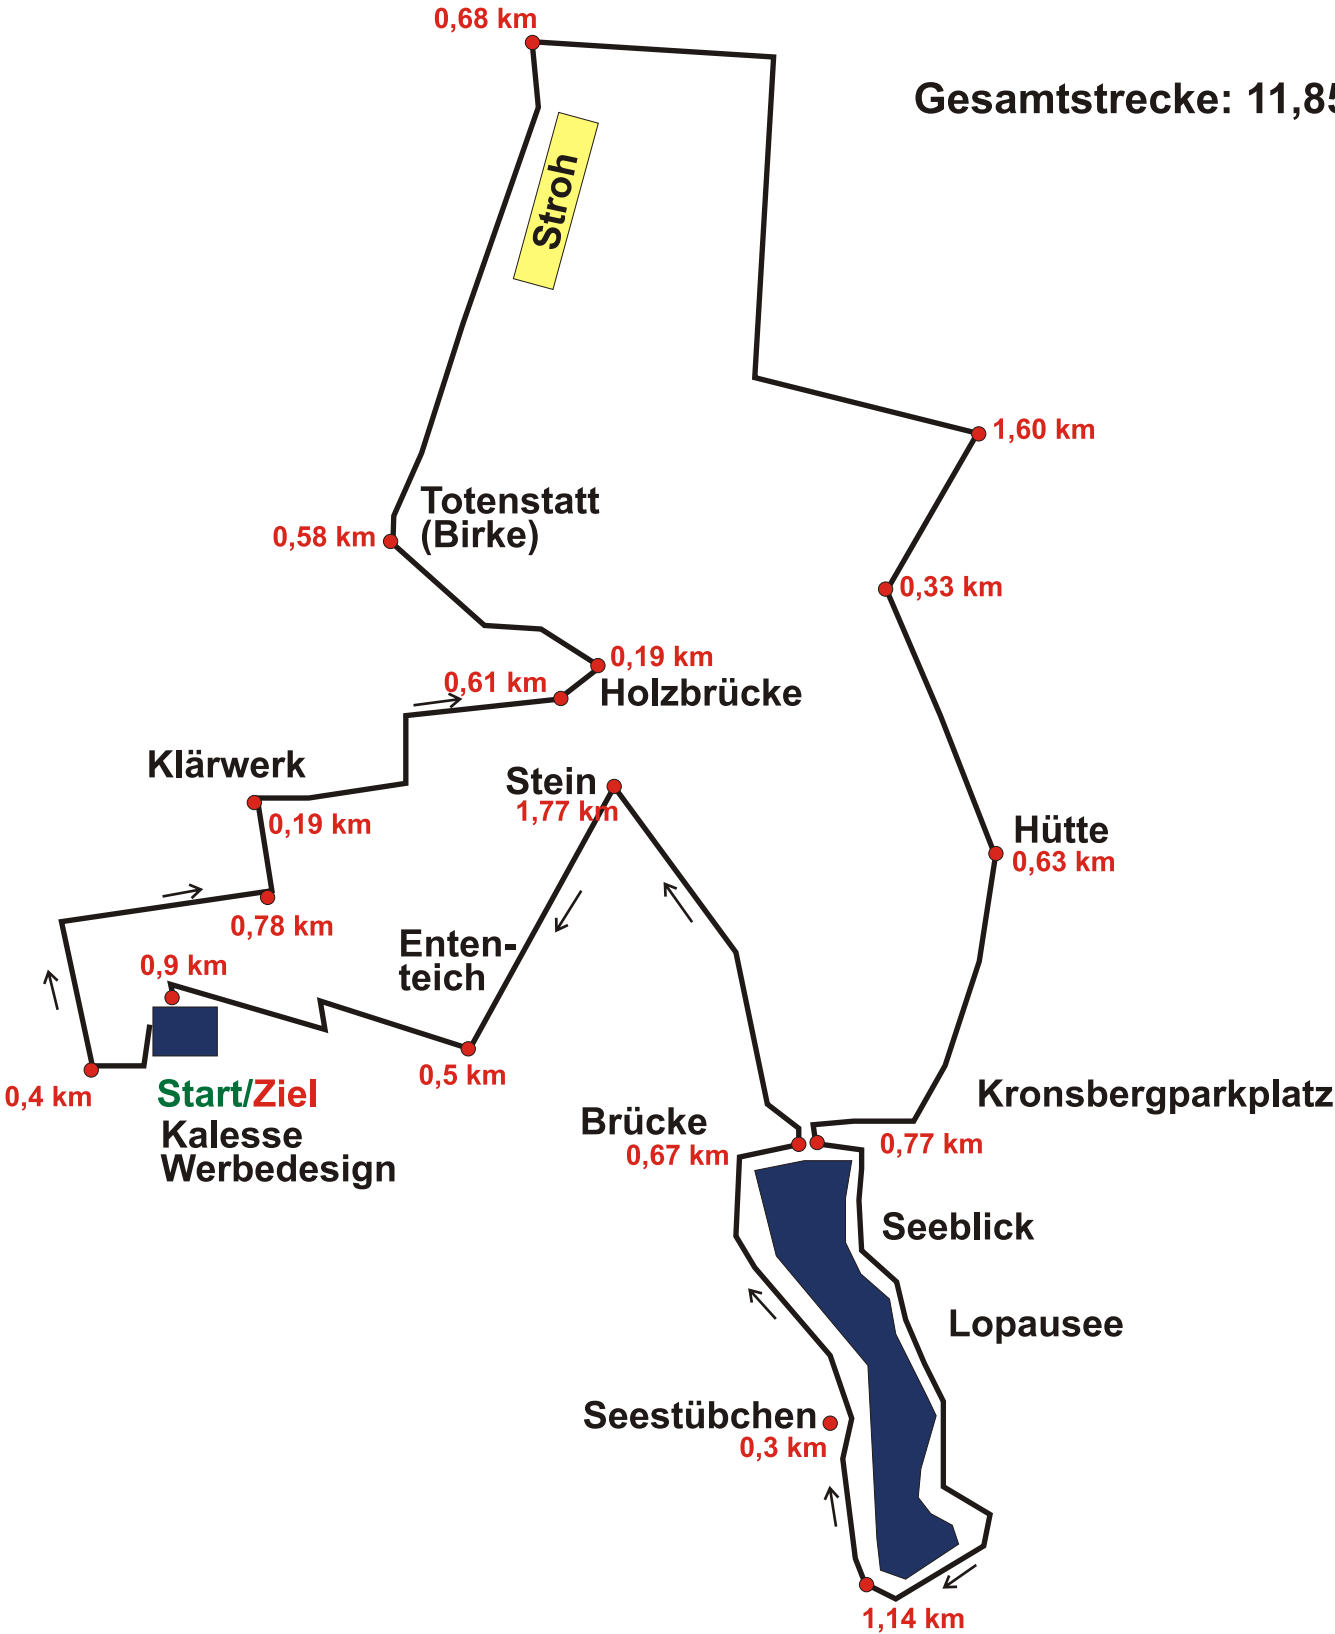 0,68 km
Gesamtstrecke: 11,85
Stroh
1,60 km
Totenstatt
(Birke)
0,58 km
0,33 km
0,19 km
0,61 km
Holzbrücke
Klärwerk
Stein
1,77 km
0,19 km
Hütte
0,63 km
0,78 km
Enten-
teich
0,9 km
0,5 km
0,4 km
Start/Ziel
Kalesse
Werbedesign
Kronsbergparkplatz
Brücke
0,67 km
0,77 km
Seeblick
Lopausee
Seestübchen
0,3 km
1,14 km